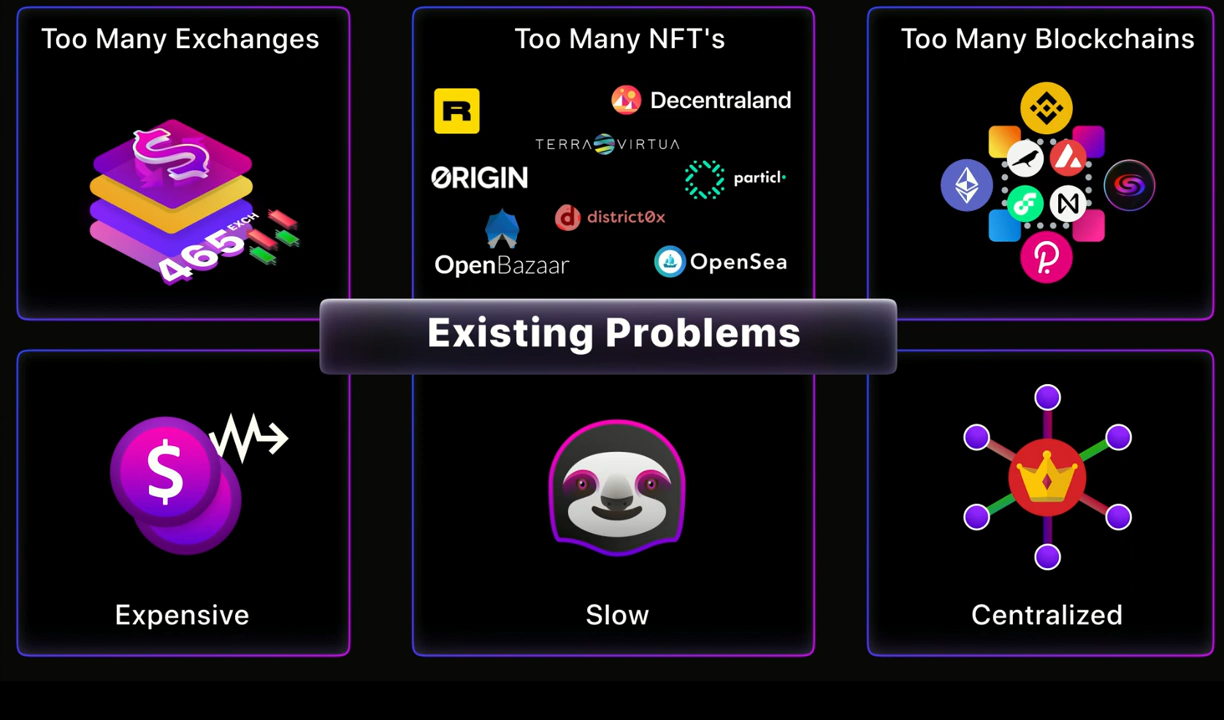 Too Many Exchanges
465 EXCH
Too Many NFT's
R
Decentraland
TERRA VIRTUA
ØRIGIN
particl
district0x
OpenBazaar
OpenSea
Too Many Blockchains
Existing Problems
$
Expensive
Slow
Centralized